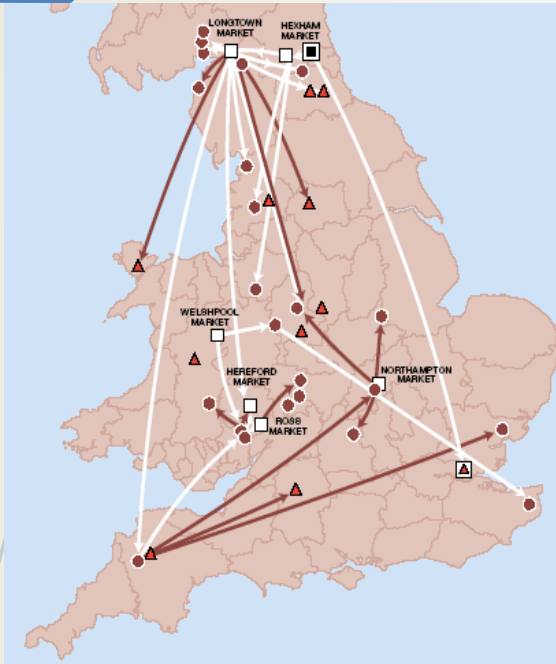 LONGTOWN
MARKET
HEXHAM
MARKET
WELSHPOOL
MARKET
HEREFORD
MARKET
NORTHAMPTON
MARKET
ROSS
MARKET